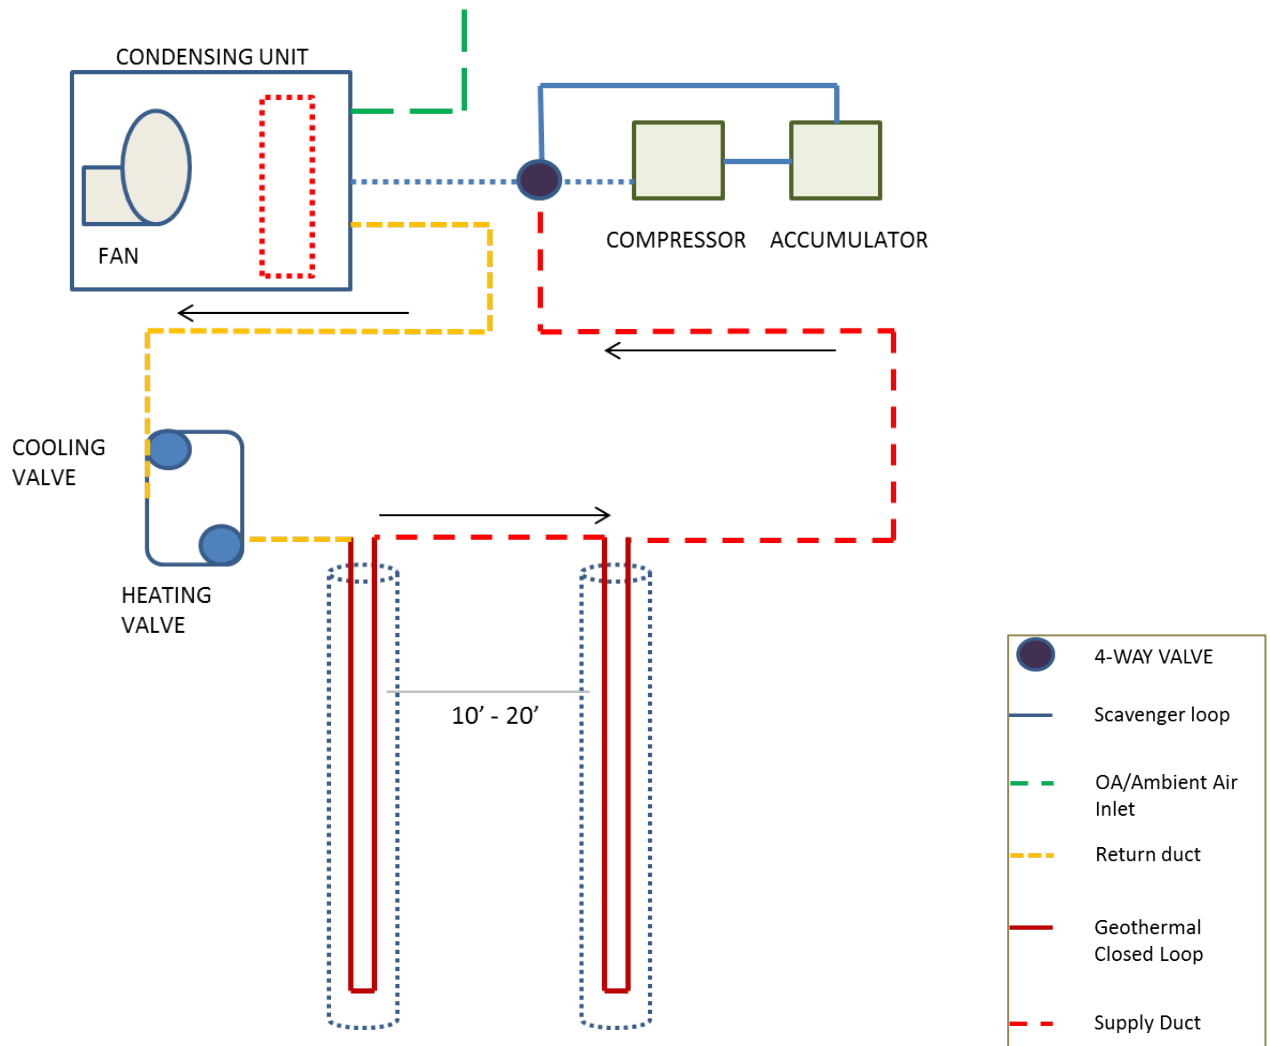 CONDENSING UNIT
FAN
COMPRESSOR
ACCUMULATOR
COOLING
VALVE
HEATING
VALVE
10’ - 20’
4-WAY VALVE
Scavenger loop
OA/Ambient Air
Inlet
Return duct
Geothermal
Closed Loop
Supply Duct